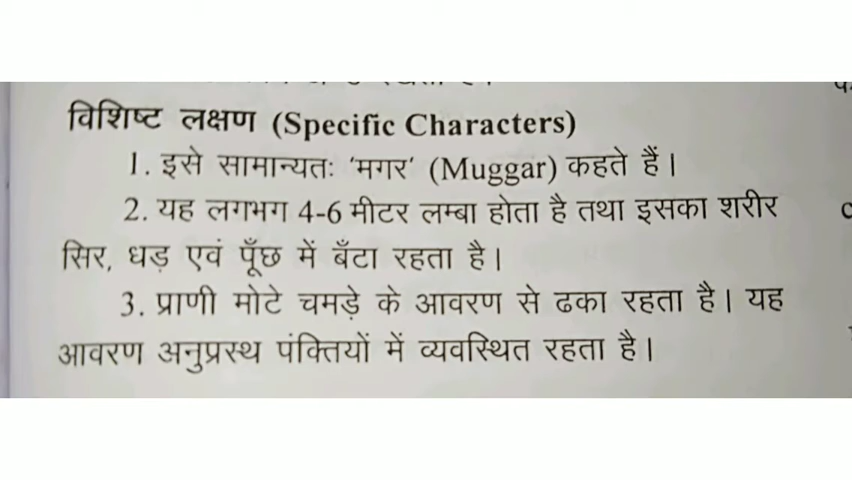 विशिष्ट लक्षण (Specific Characters)
1. इसे सामान्यतः 'मगर' (Muggar) कहते हैं।
2. यह लगभग 4-6 मीटर लम्बा होता है तथा इसका शरीर
सिर, धड़ एवं पूँछ में बँटा रहता है।
3. प्राणी मोटे चमड़े के आवरण से ढका रहता है। यह
आवरण अनुप्रस्थ पंक्तियों में व्यवस्थित रहता है।